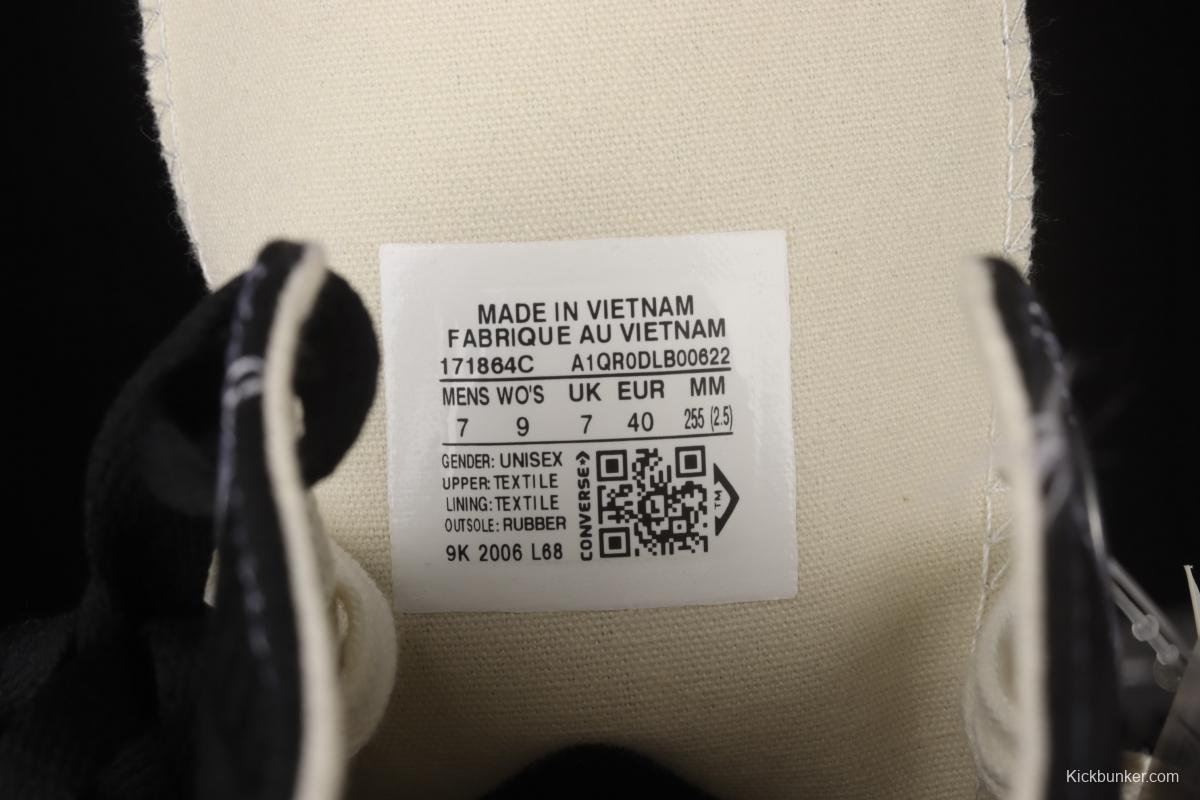 MADE IN VIETNAM
FABRIQUE AU VIETNAM
171864C A1QR0DLB00622
MENS WO'S UK EUR MM
7 9 7 40 255 (2.5)
GENDER: UNISEX
UPPER: TEXTILE
LINING: TEXTILE
OUTSOLE: RUBBER
9K 2006 L68
CONVERSE
TM
Kickbunker.com